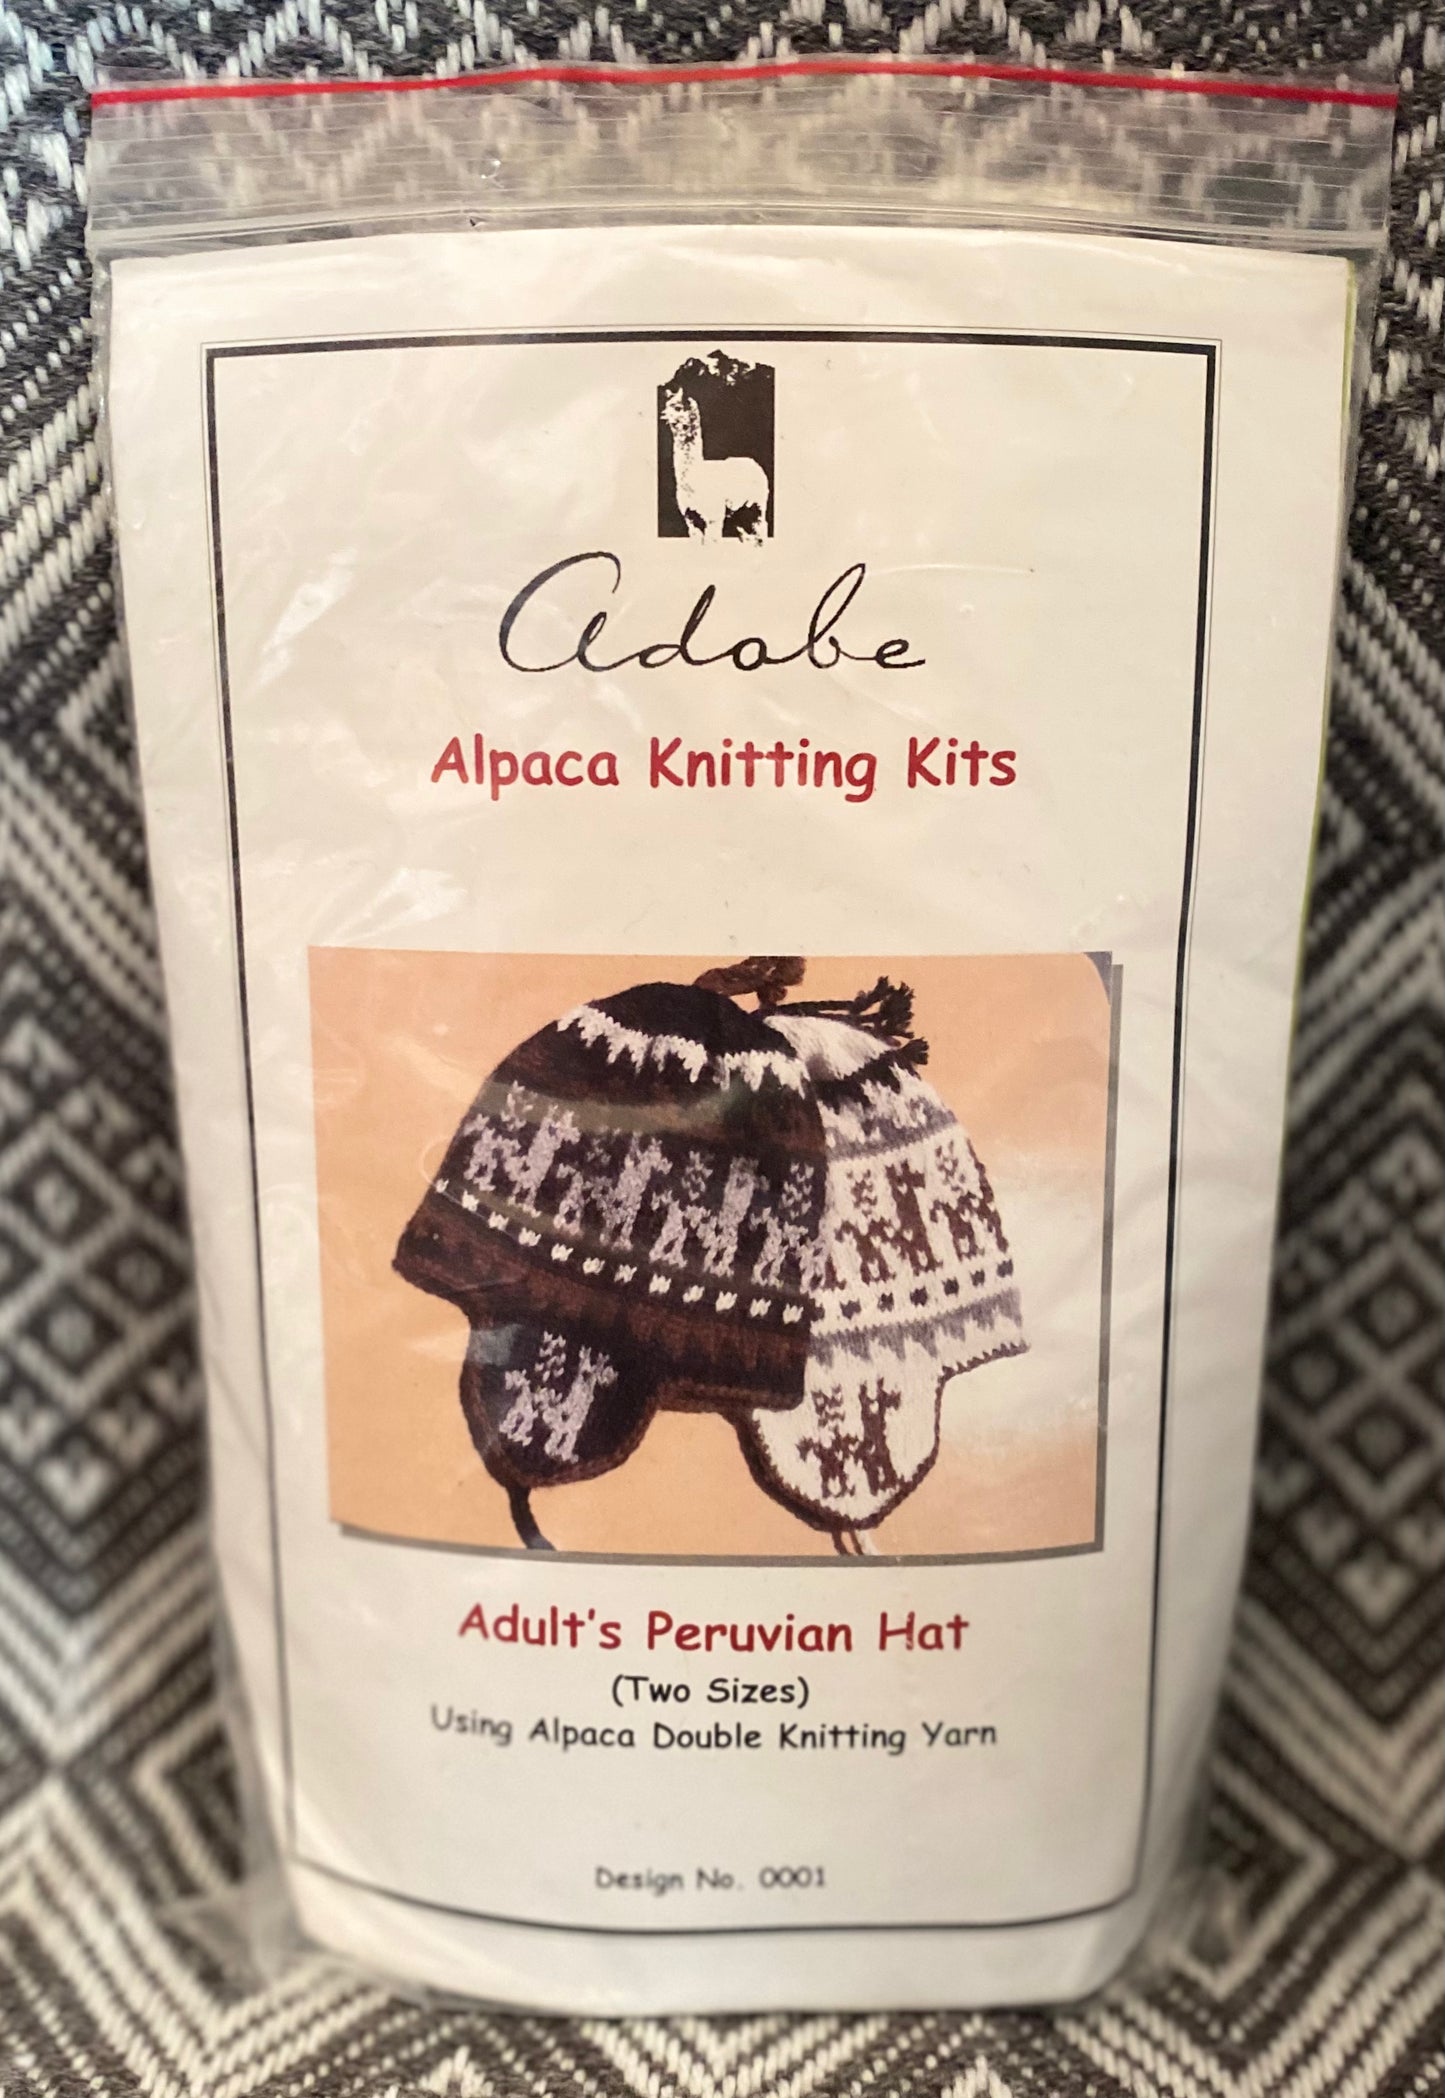 Adobe
Alpaca Knitting Kits
Adult's Peruvian Hat
(Two Sizes)
Using Alpaca Double Knitting Yarn
Design No. 0001